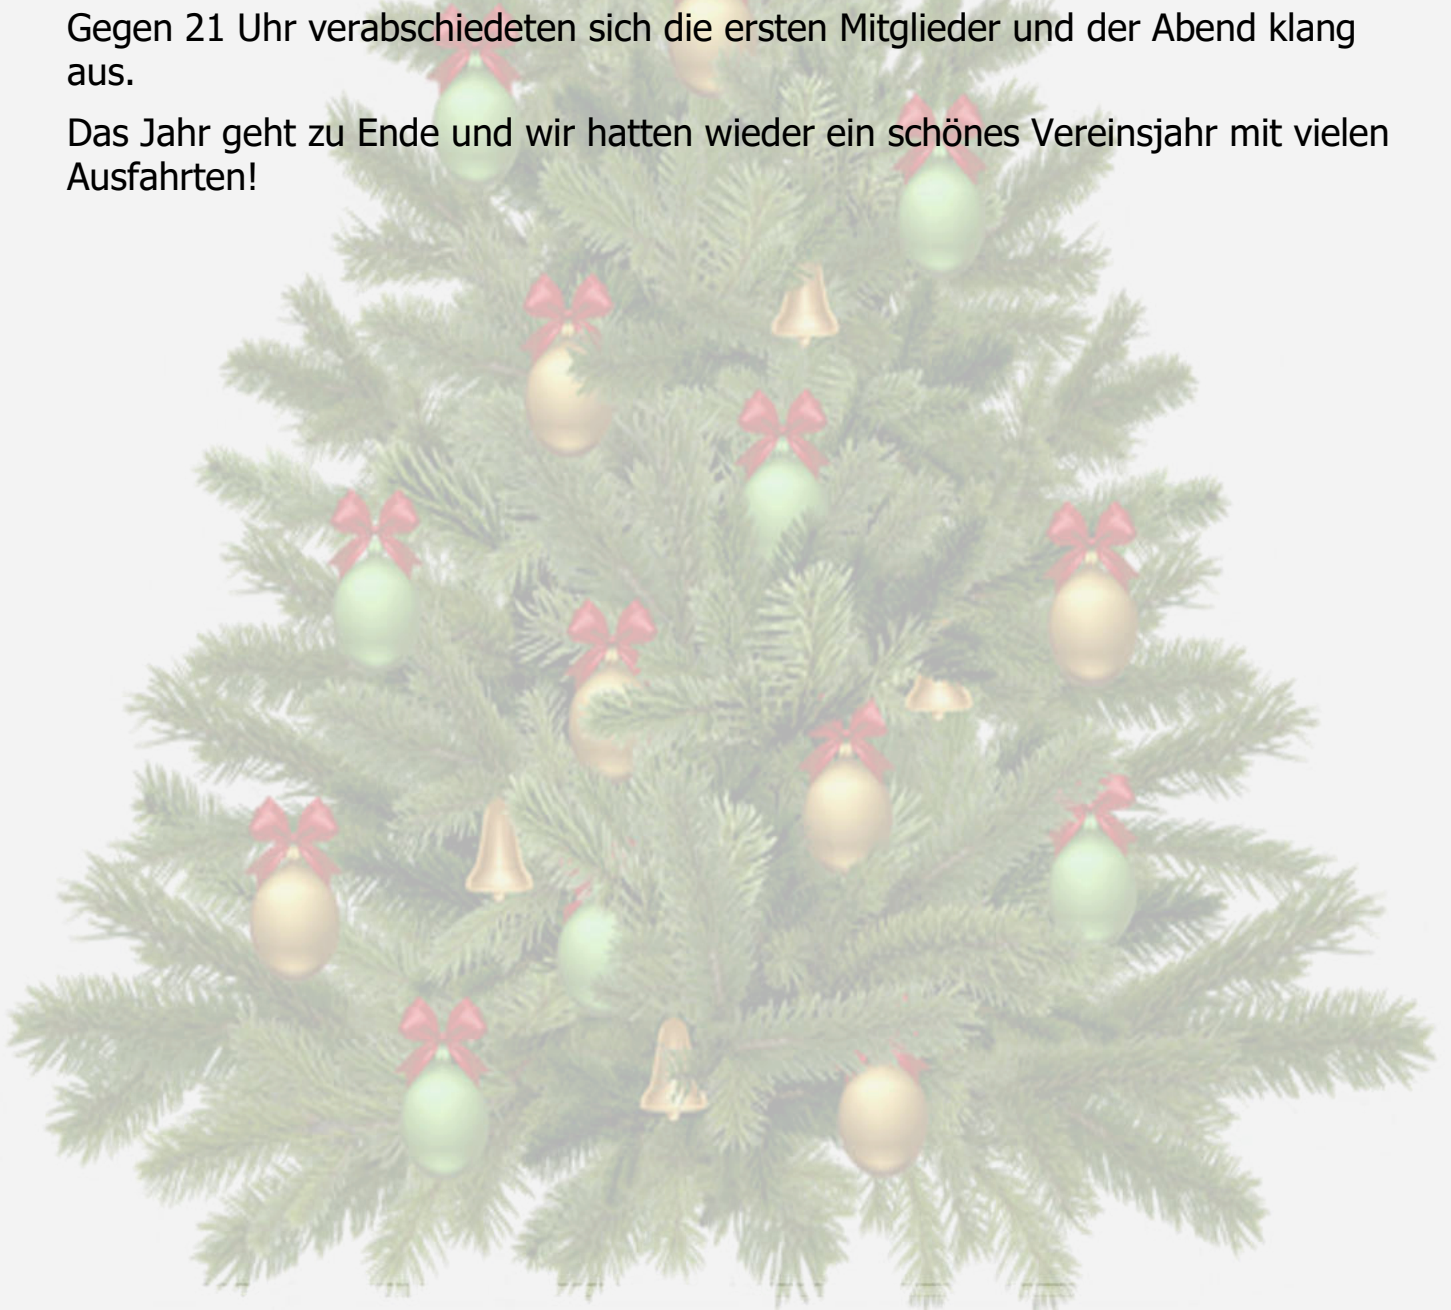 Gegen 21 Uhr verabschiedeten sich die ersten Mitglieder und der Abend klang
aus.
Das Jahr geht zu Ende und wir hatten wieder ein schönes Vereinsjahr mit vielen
Ausfahrten!